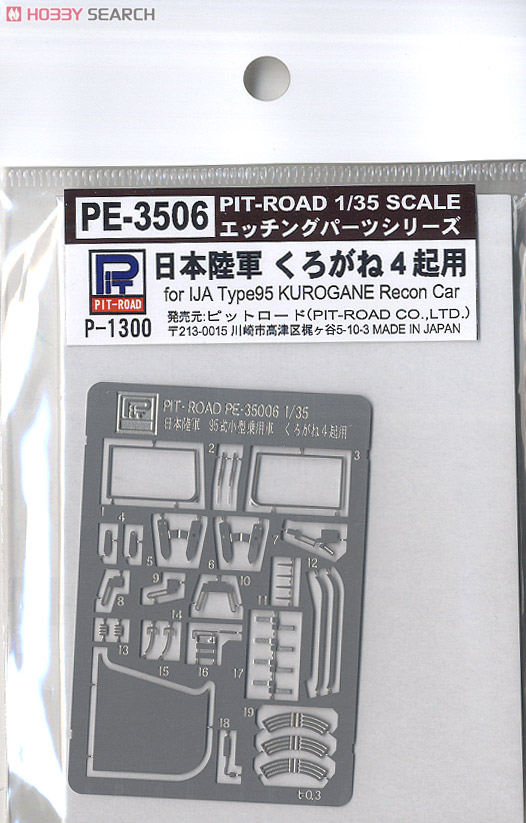 HOBBY SEARCH
PE-3506
PIT-ROAD 1/35 SCALE
エッチングパーツシリーズ
PIT
PIT-ROAD
P-1300
日本陸軍 くろがね4起用
for IJA Type95 KUROGANE Recon Car
発売元:ピットロード(PIT-ROAD CO.,LTD.)
〒213-0015 川崎市高津区梶ヶ谷5-10-3 MADE IN JAPAN
PIT
PIT-ROAD PE-35006 1/35
日本陸軍 95式小型乗用車 くろがね4起用
2
3
1
4
5
6
7
12
8
9
10
11
14
13
15
16
17
18
19